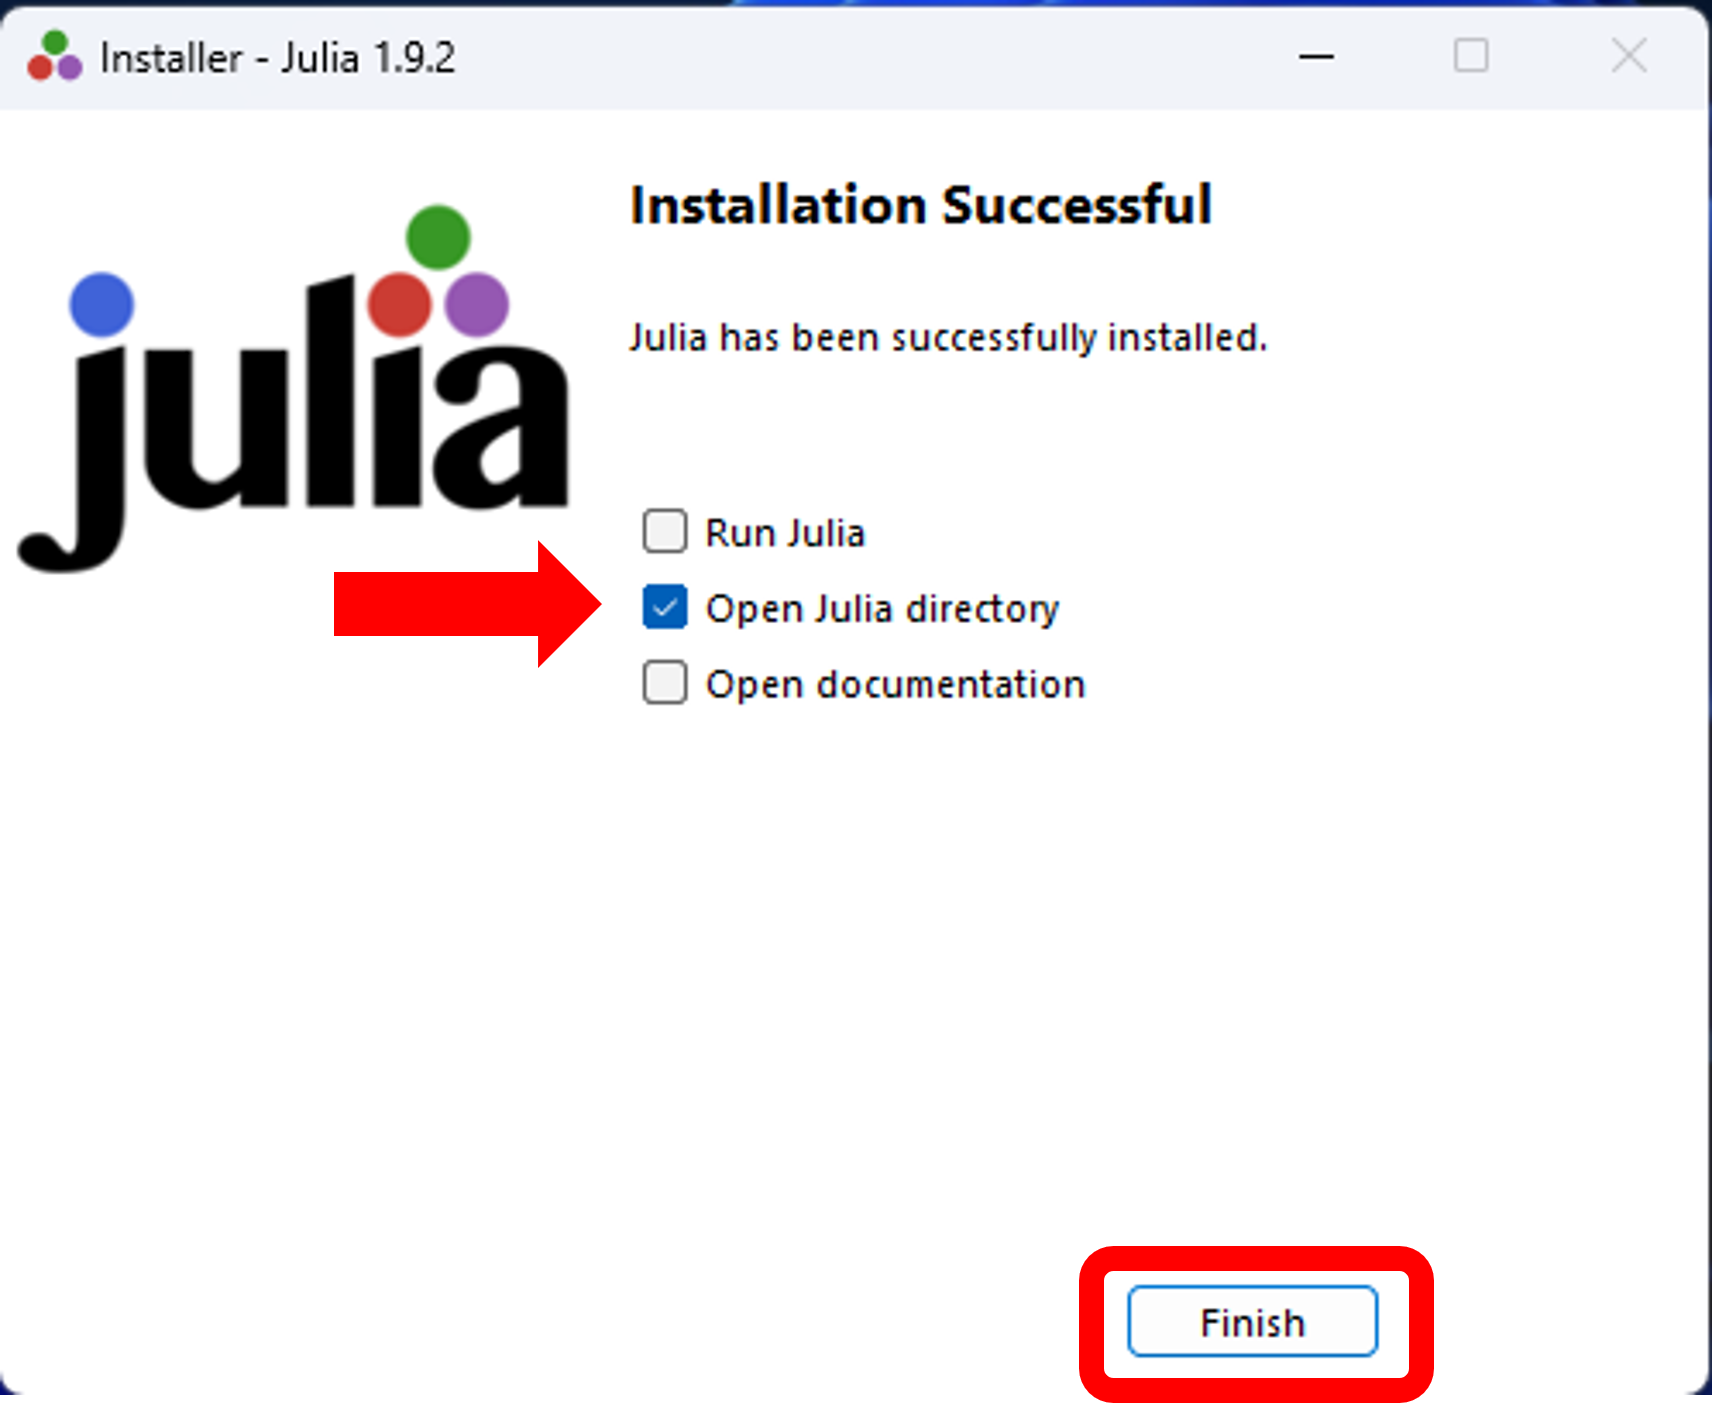 Installer - Julia 1.9.2
julia
Installation Successful
Julia has been successfully installed.
Run Julia
Open Julia directory
Open documentation
Finish